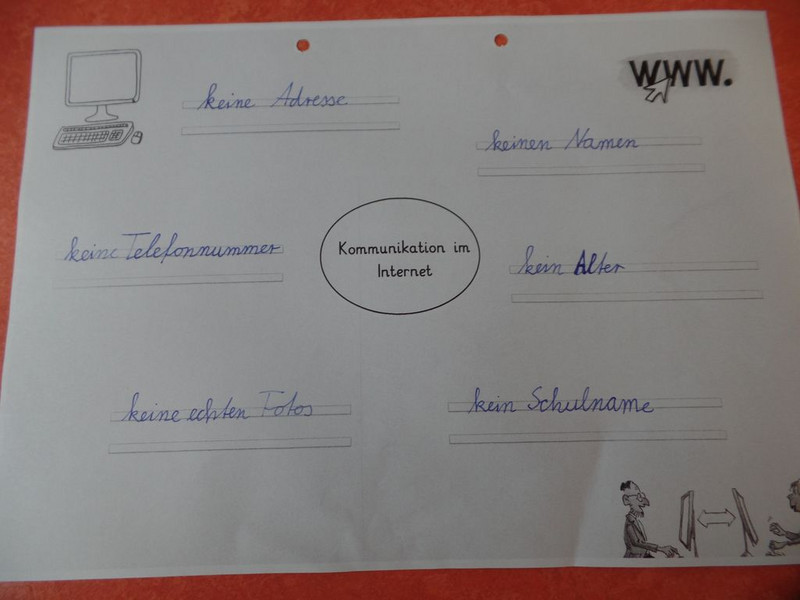 WWW.
keine Adresse
keinen Namen
keine Telefonnummer
Kommunikation im
Internet
kein Alter
keine echten Fotos
kein Schulname